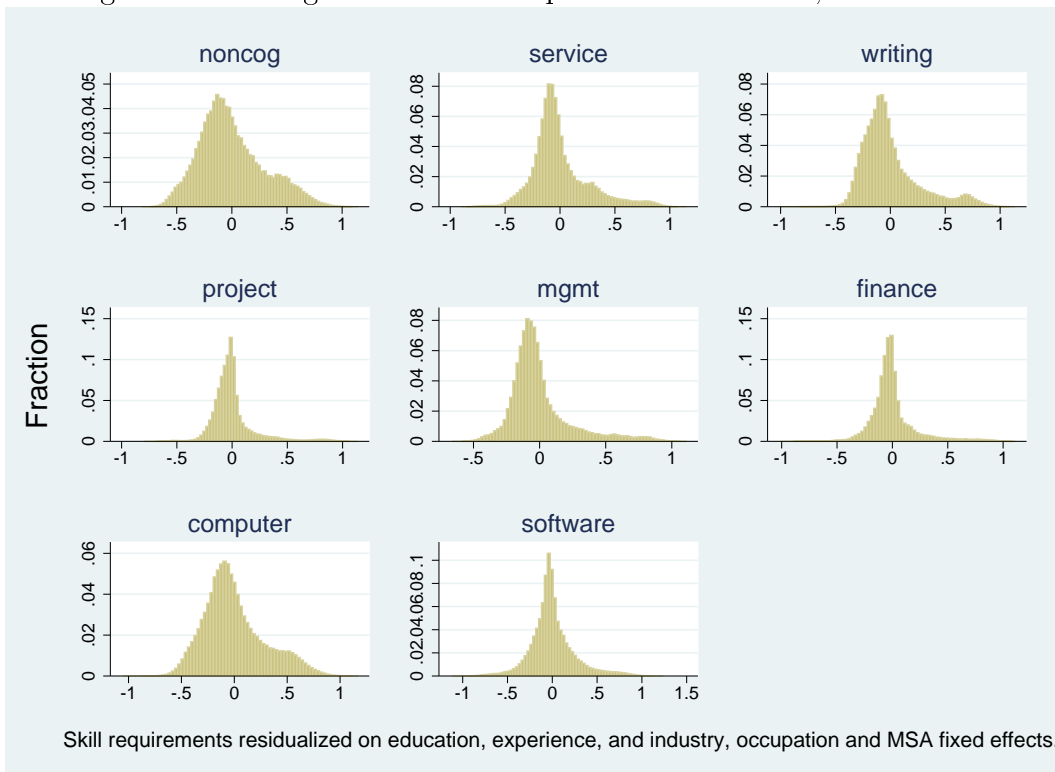 noncog service writing
0 .01.02.03.04.05
-1 -.5 0 .5 1
0 .02 .04 .06 .08
-1 -.5 0 .5 1
0 .02 .04 .06 .08
-1 -.5 0 .5 1
project mgmt finance
Fraction
0 .05 .1 .15
-1 -.5 0 .5 1
0 .02 .04 .06 .08
-.5 0 .5 1
0 .05 .1 .15
-1 -.5 0 .5 1
computer software
0 .02 .04 .06
-1 -.5 0 .5 1
0 .02.04.06.08.1
-1 -.5 0 .5 1 1.5
Skill requirements residualized on education, experience, and industry, occupation and MSA fixed effects.